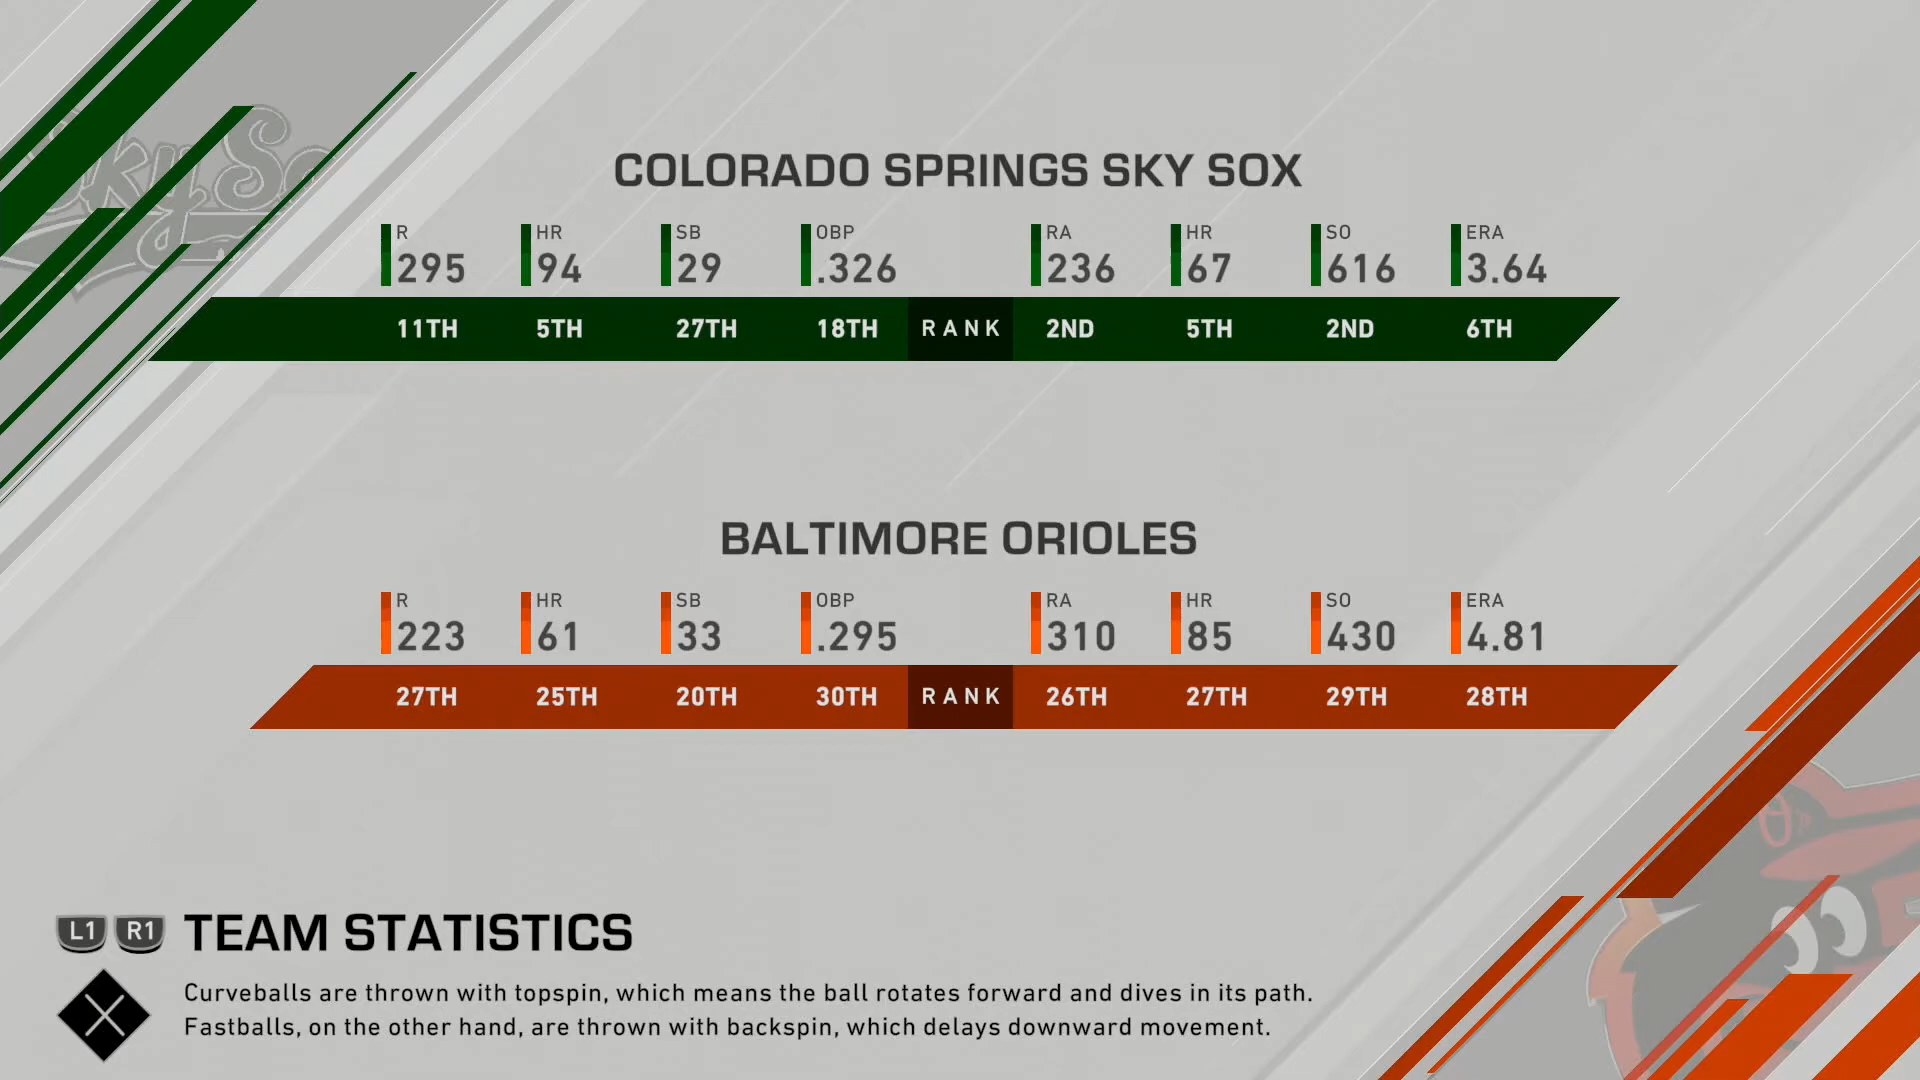 Sky So
COLORADO SPRINGS SKY SOX
R HR SB OBP RA HR SO ERA
295 94 29 .326 236 67 616 3.64
11TH 5TH 27TH 18TH RANK 2ND 5TH 2ND 6TH
BALTIMORE ORIOLES
R HR SB OBP RA HR SO ERA
223 61 33 .295 310 85 430 4.81
27TH 25TH 20TH 30TH RANK 26TH 27TH 29TH 28TH
L1 R1 TEAM STATISTICS
Curveballs are thrown with topspin, which means the ball rotates forward and dives in its path.
Fastballs, on the other hand, are thrown with backspin, which delays downward movement.